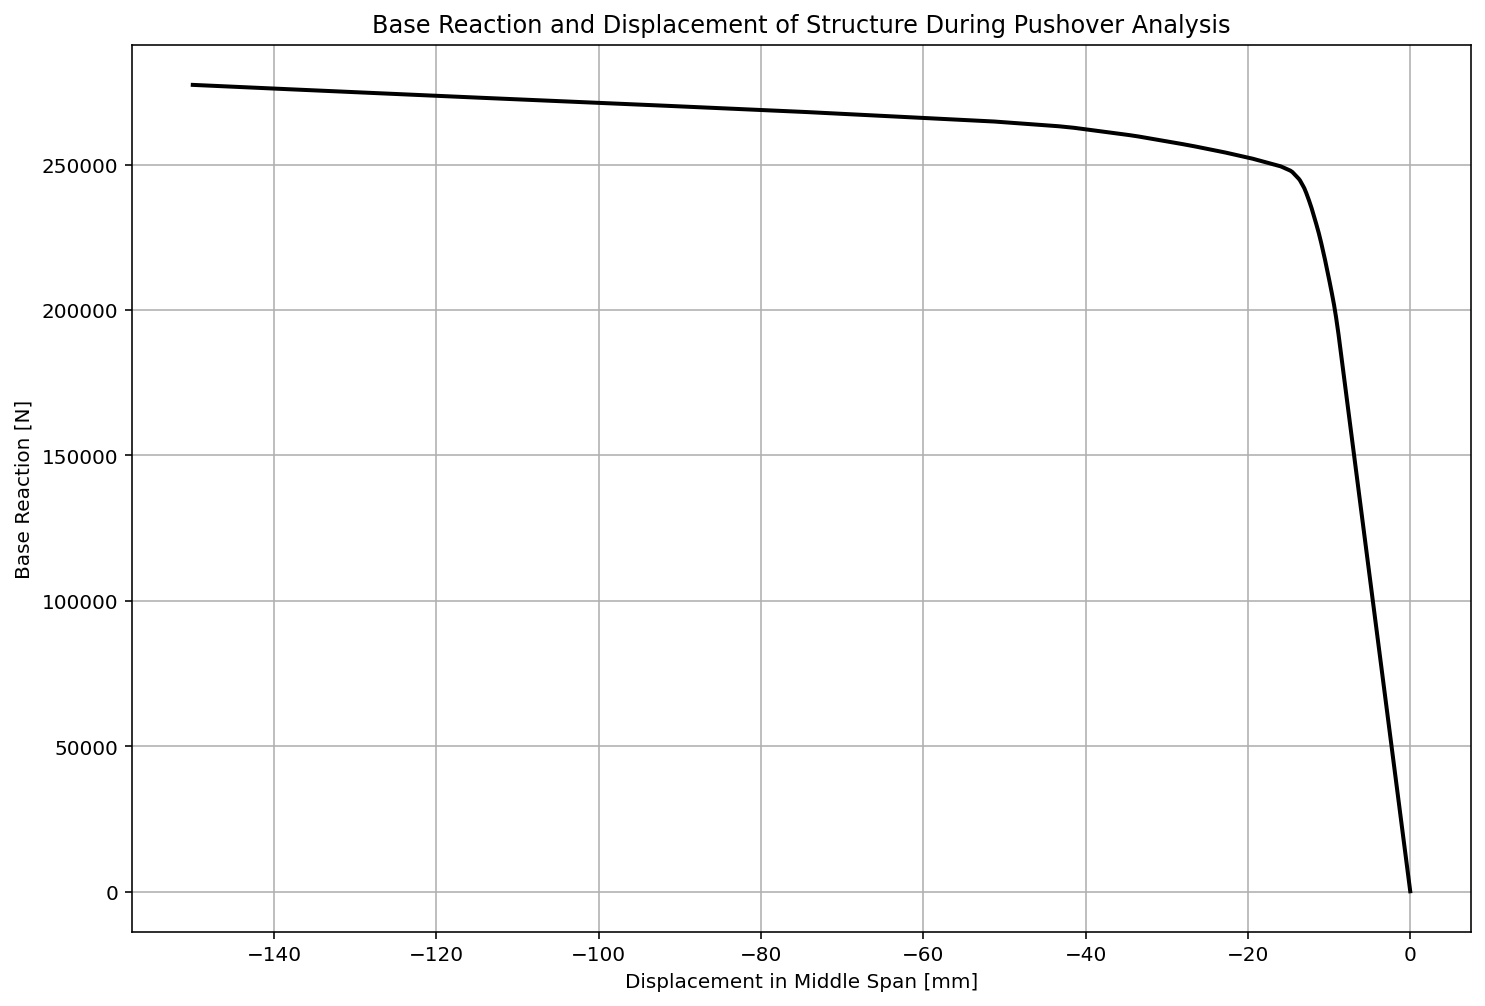 Base Reaction and Displacement of Structure During Pushover Analysis
Base Reaction [N]
250000
200000
150000
100000
50000
0
−140 −120 −100 −80 −60 −40 −20 0
Displacement in Middle Span [mm]